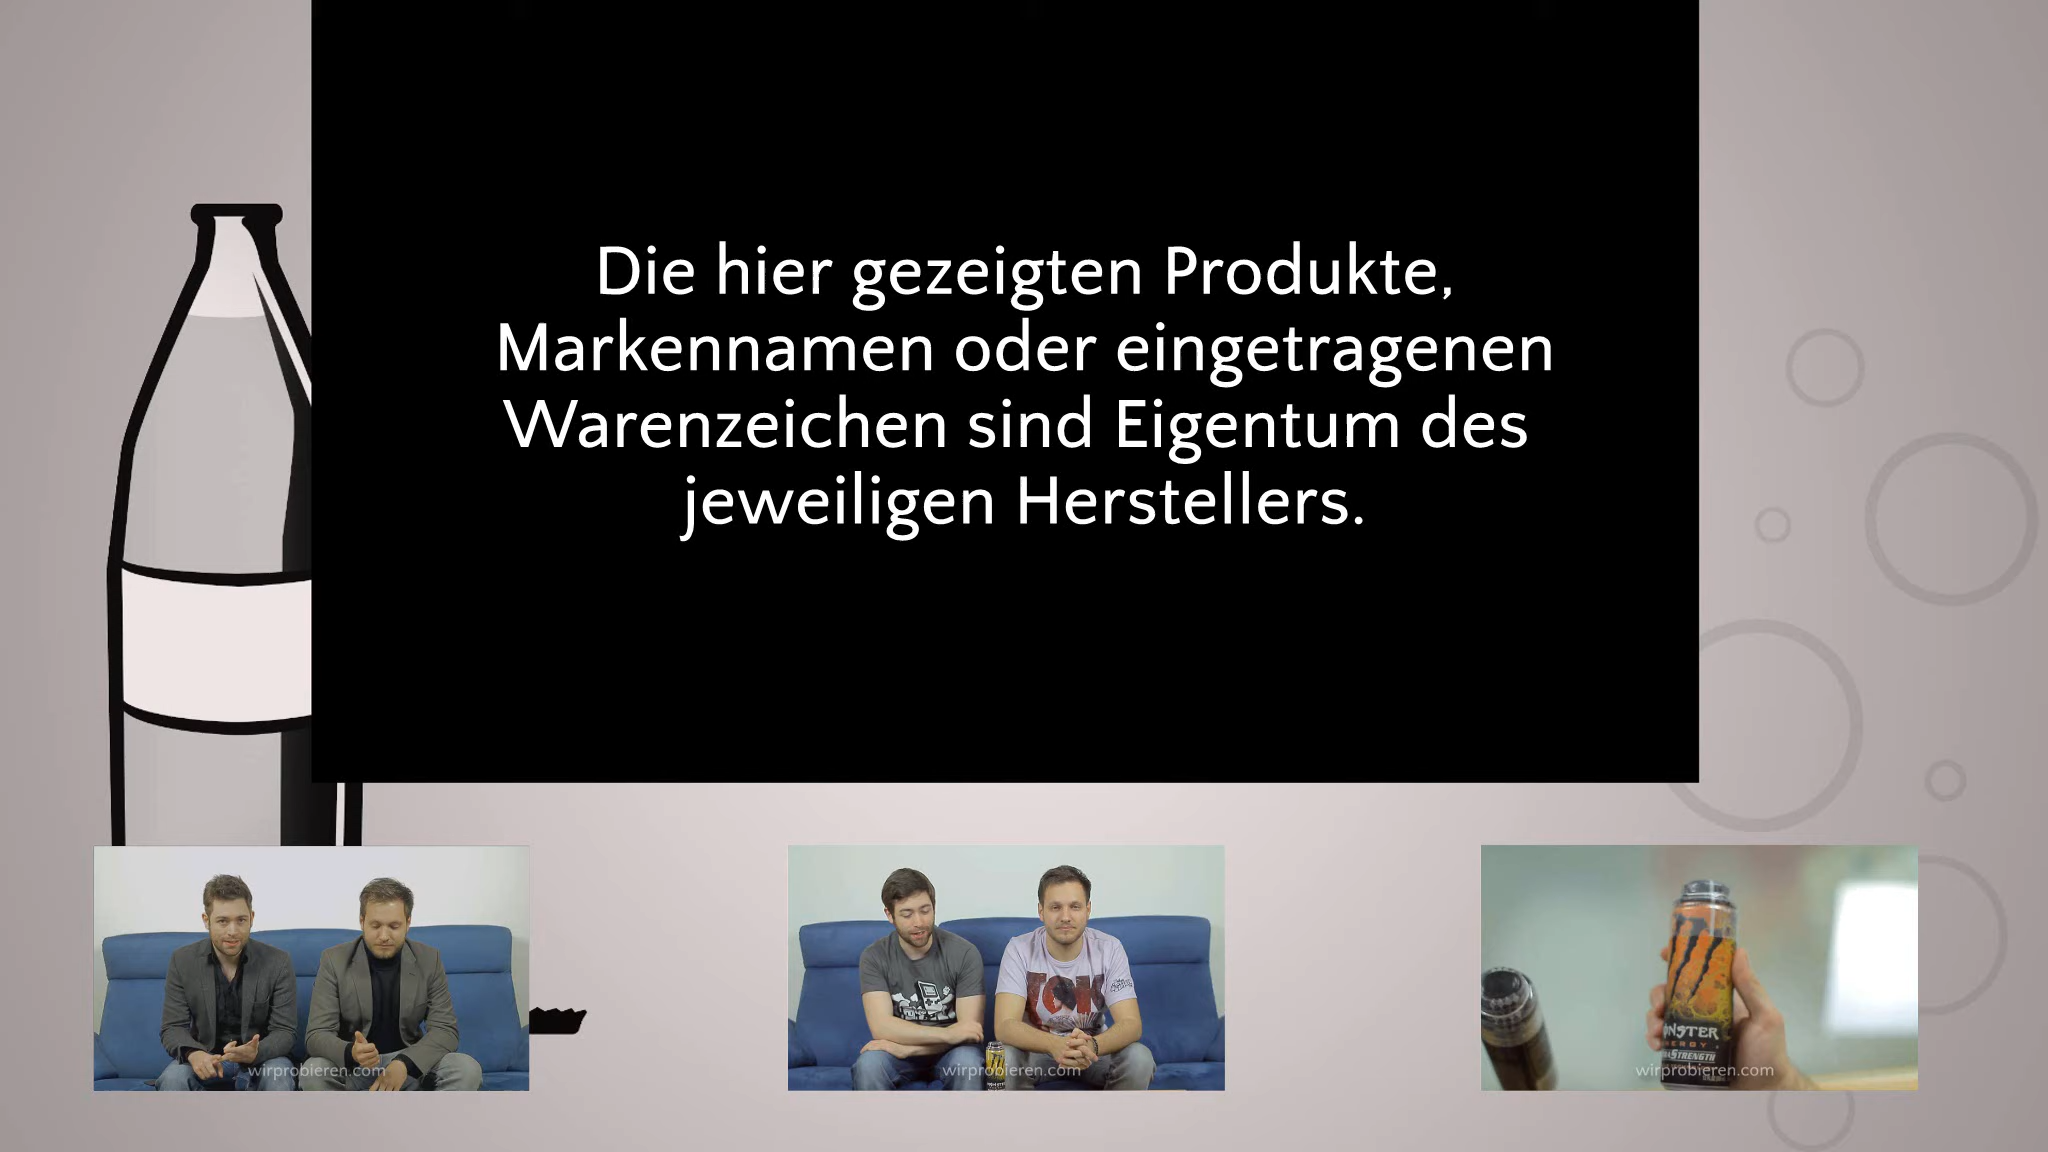 Die hier gezeigten Produkte,
Markennamen oder eingetragenen
Warenzeichen sind Eigentum des
jeweiligen Herstellers.
wirprobieren.com
wirprobieren.com
wirprobieren.com
STRENGTH